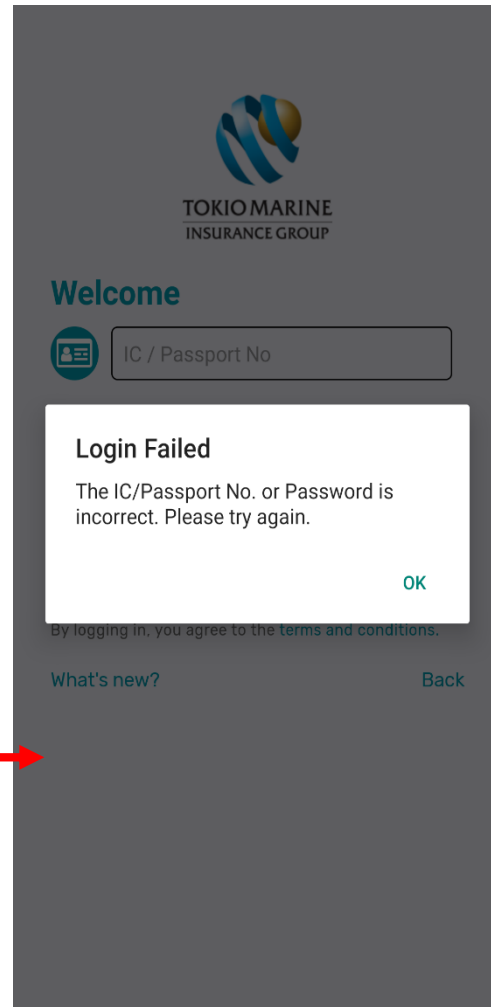 TOKIO MARINE
INSURANCE GROUP
Welcome
IC / Passport No
Login Failed
The IC/Passport No. or Password is
incorrect. Please try again.
OK
By logging in, you agree to the terms and conditions.
What's new?
Back